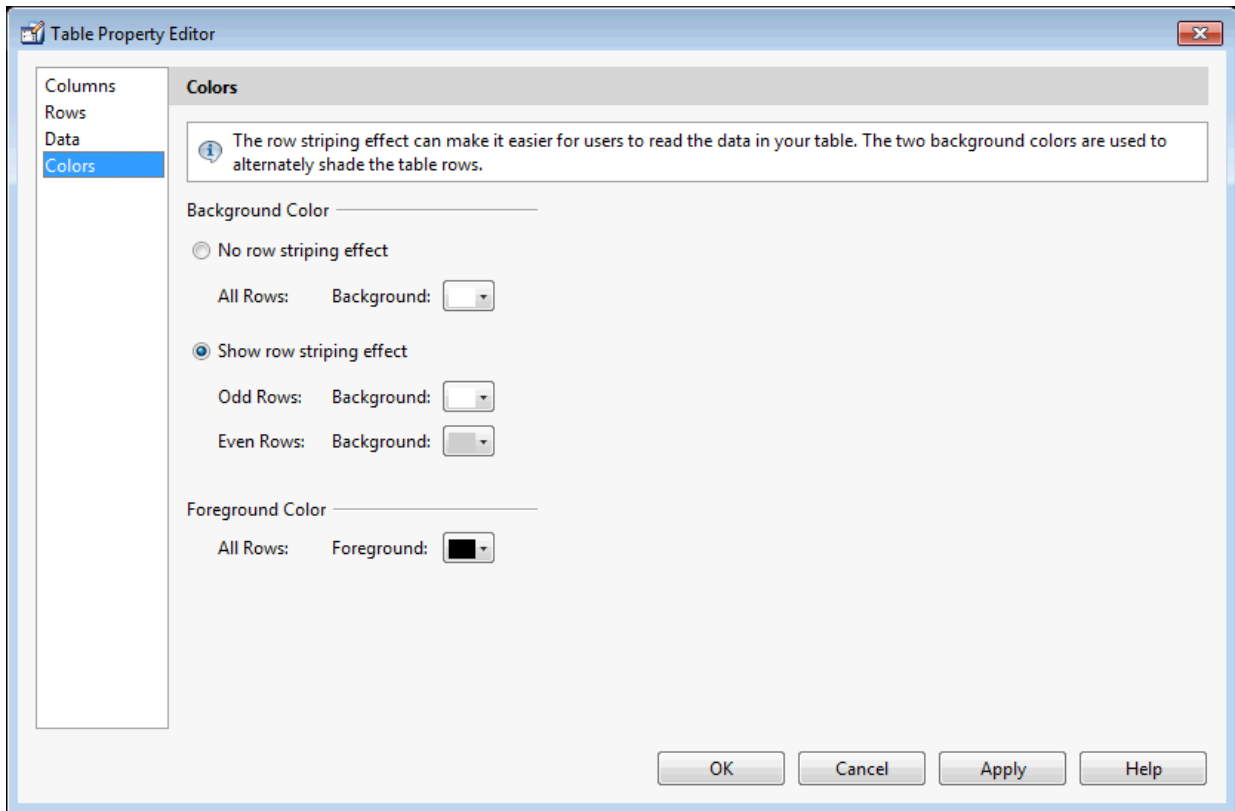 Table Property Editor
Columns
Rows
Data
Colors
Colors
The row striping effect can make it easier for users to read the data in your table. The two background colors are used to
alternately shade the table rows.
Background Color
No row striping effect
All Rows: Background:
Show row striping effect
Odd Rows: Background:
Even Rows: Background:
Foreground Color
All Rows: Foreground:
OK Cancel Apply Help